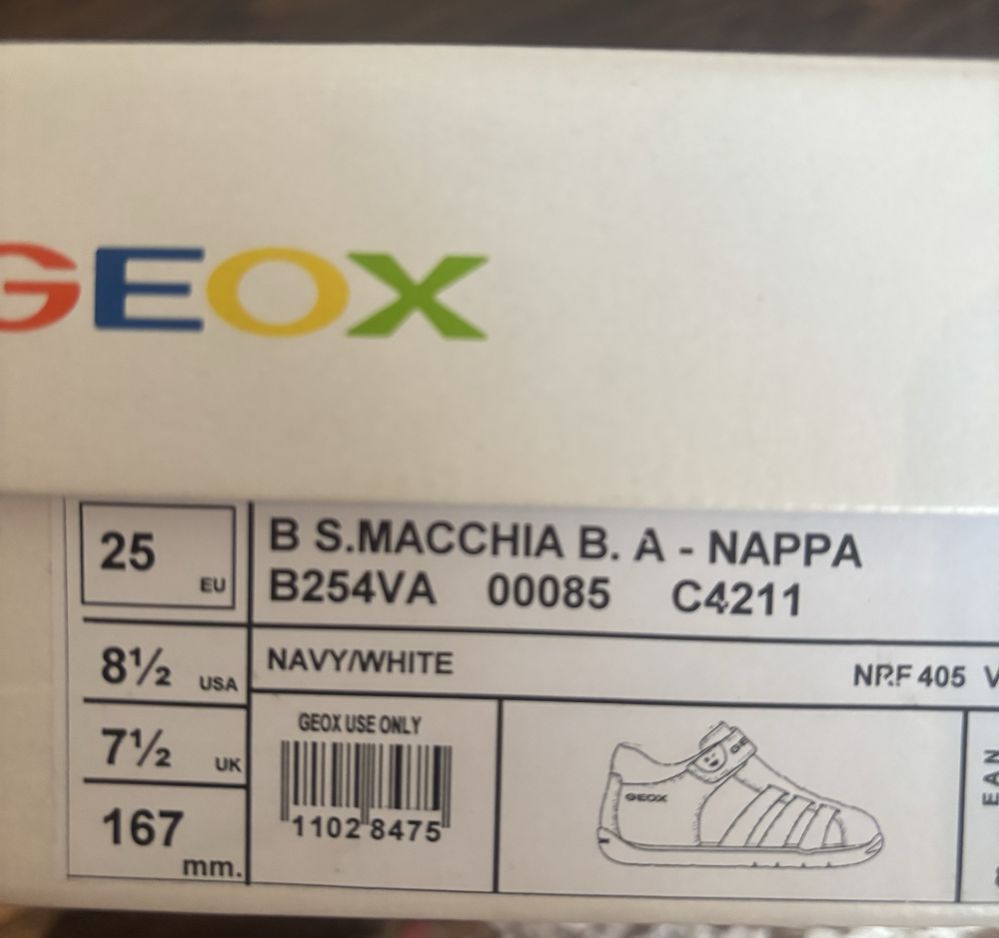 GEOX
25 EU
B S.MACCHIA B. A - NAPPA
B254VA 00085 C4211
8½ USA
NAVY/WHITE NRF 405
7½ UK
GEOX USE ONLY
1102 8475
167 mm.
GEOX
EAN